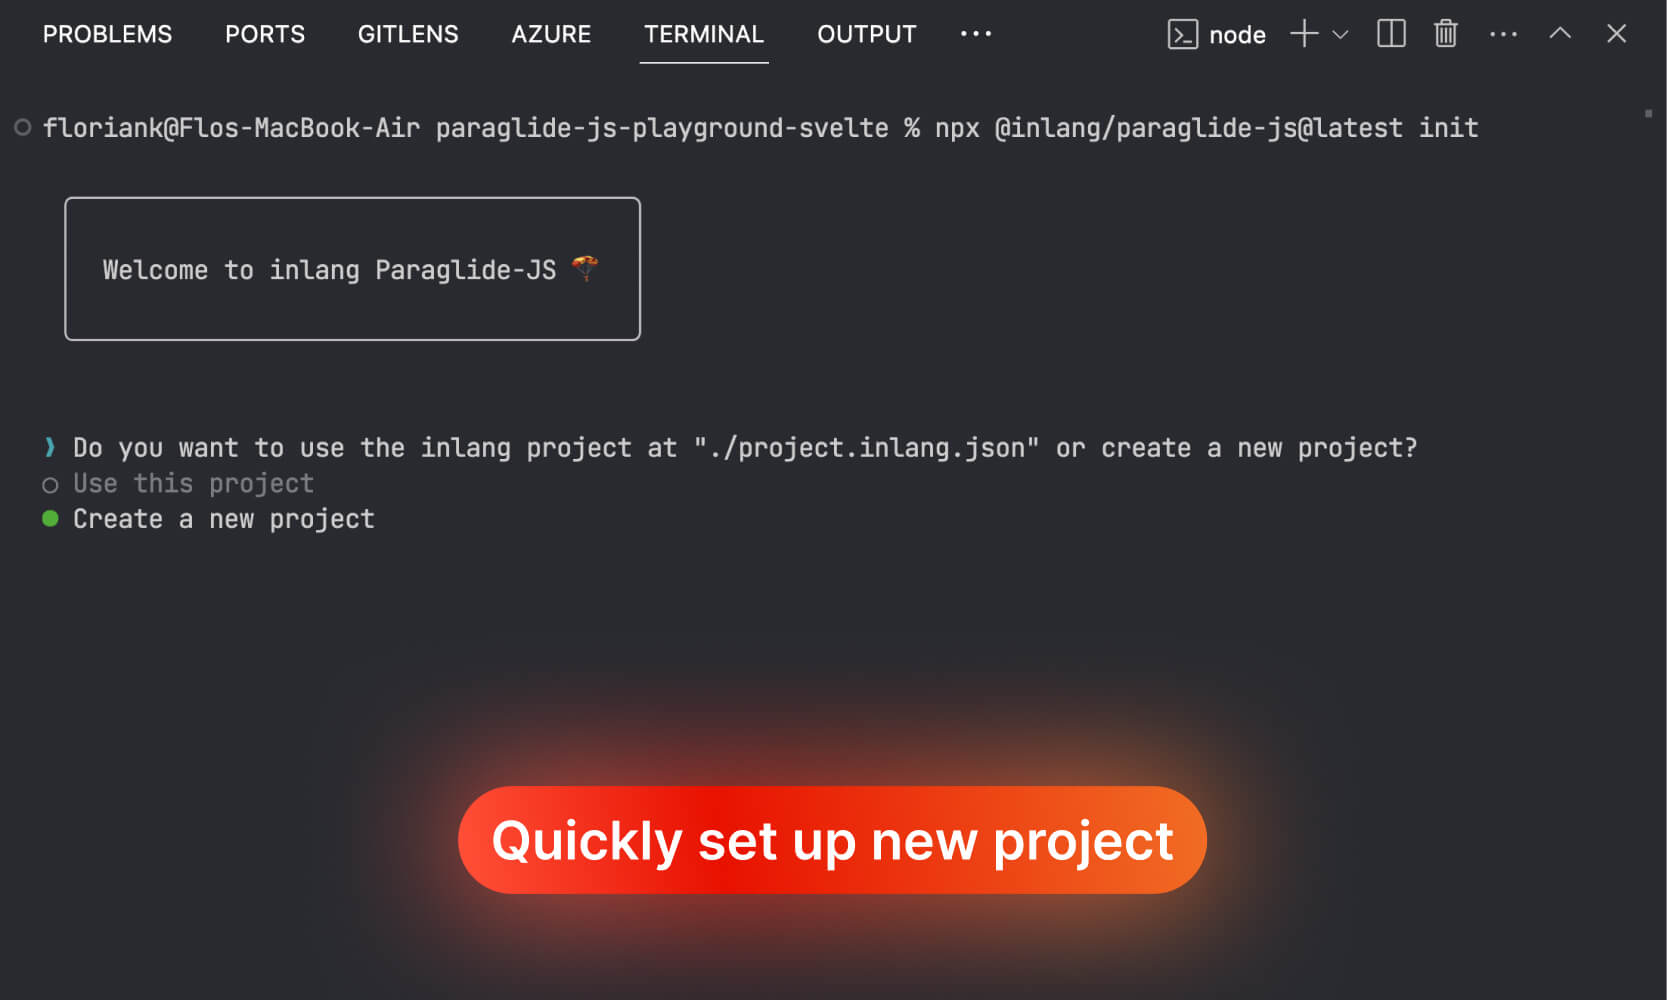 PROBLEMS PORTS GITLENS AZURE TERMINAL OUTPUT ··· node
floriank@Flos-MacBook-Air paraglide-js-playground-svelte % npx @inlang/paraglide-js@latest init
Welcome to inlang Paraglide-JS 🪂
❯ Do you want to use the inlang project at "./project.inlang.json" or create a new project?
Use this project
Create a new project
Quickly set up new project